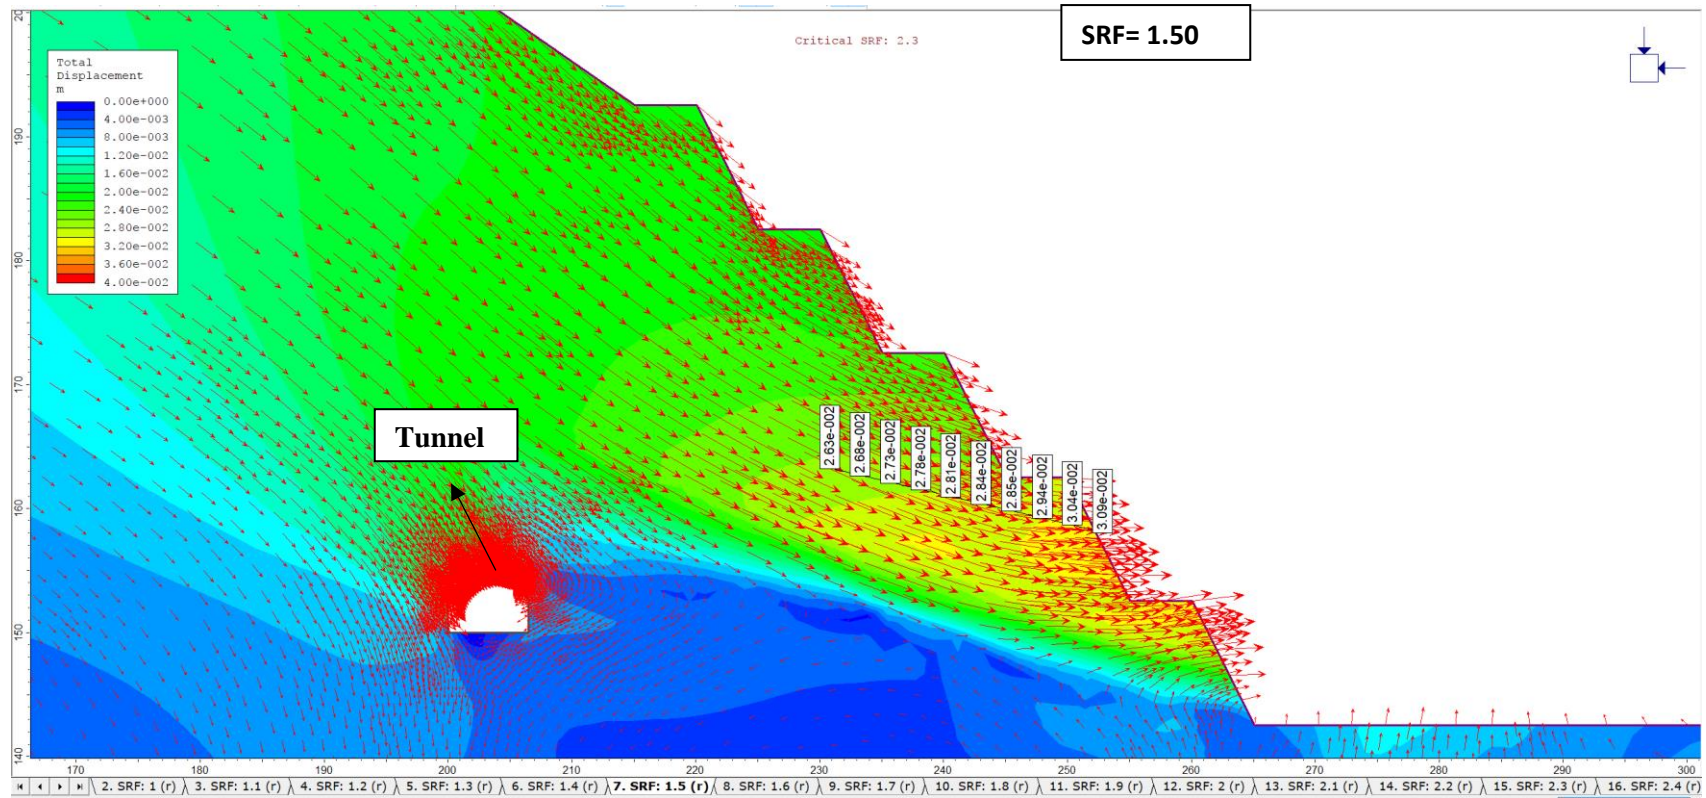 SRF= 1.50
Critical SRF: 2.3
Total
Displacement
m
0.00e+000
4.00e-003
8.00e-003
1.20e-002
1.60e-002
2.00e-002
2.40e-002
2.80e-002
3.20e-002
3.60e-002
4.00e-002
Tunnel
2.63e-002
2.68e-002
2.73e-002
2.78e-002
2.81e-002
2.84e-002
2.85e-002
2.94e-002
3.04e-002
3.09e-002
20
190
180
170
160
150
140
170 180 190 200 210 220 230 240 250 260 270 280 290 300
2. SRF: 1 (r) 3. SRF: 1.1 (r) 4. SRF: 1.2 (r) 5. SRF: 1.3 (r) 6. SRF: 1.4 (r) 7. SRF: 1.5 (r) 8. SRF: 1.6 (r) 9. SRF: 1.7 (r) 10. SRF: 1.8 (r) 11. SRF: 1.9 (r) 12. SRF: 2 (r) 13. SRF: 2.1 (r) 14. SRF: 2.2 (r) 15. SRF: 2.3 (r) 16. SRF: 2.4 (r)